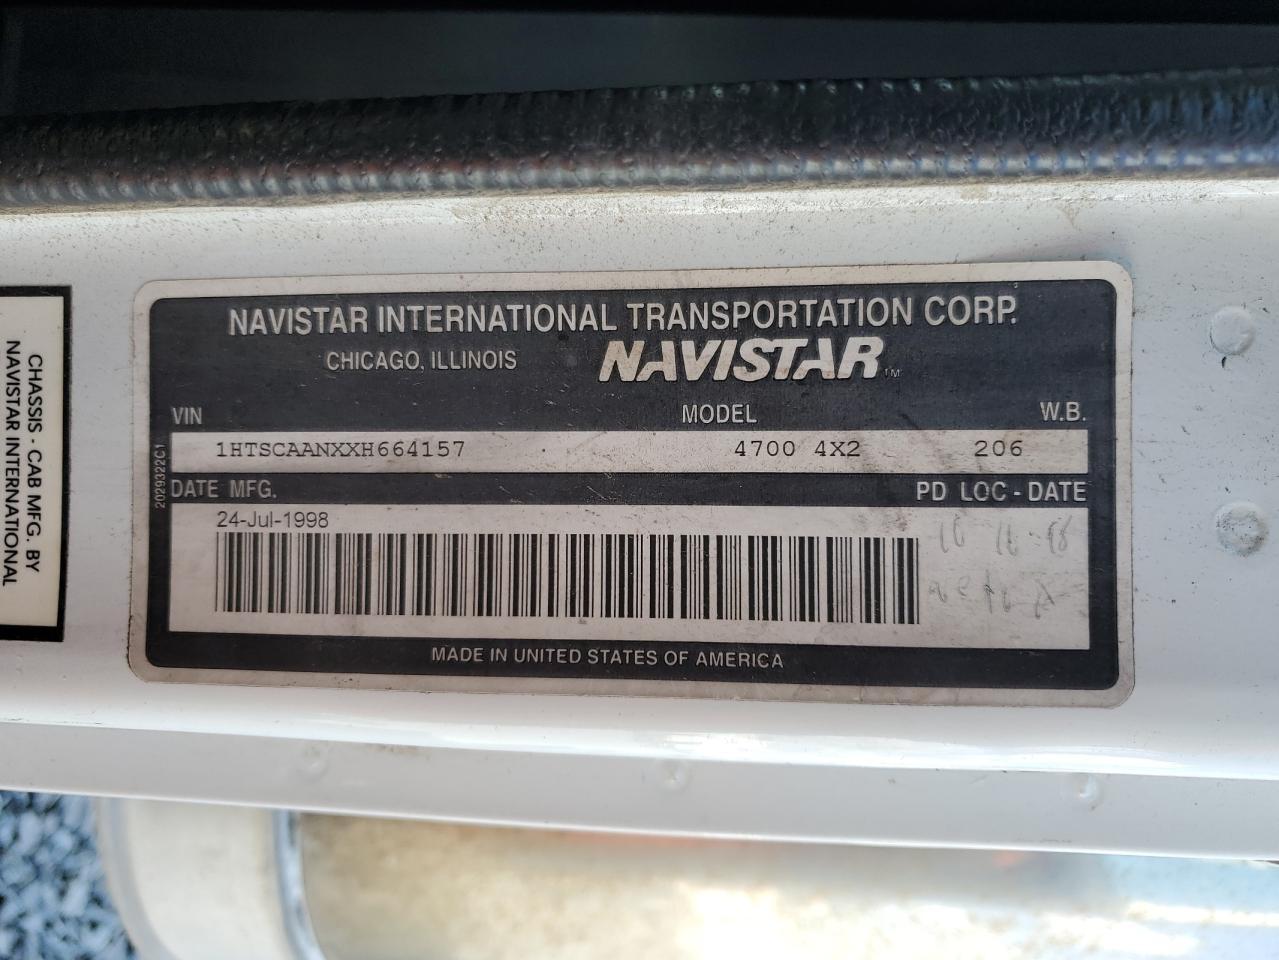 NAVISTAR INTERNATIONAL TRANSPORTATION CORP.
CHICAGO, ILLINOIS NAVISTAR™
VIN MODEL W.B.
1HTSCAANXXH664157 4700 4X2 206
DATE MFG. PD LOC - DATE
24-Jul-1998
MADE IN UNITED STATES OF AMERICA
2029322C1
CHASSIS - CAB MFG. BY
NAVISTAR INTERNATIONAL